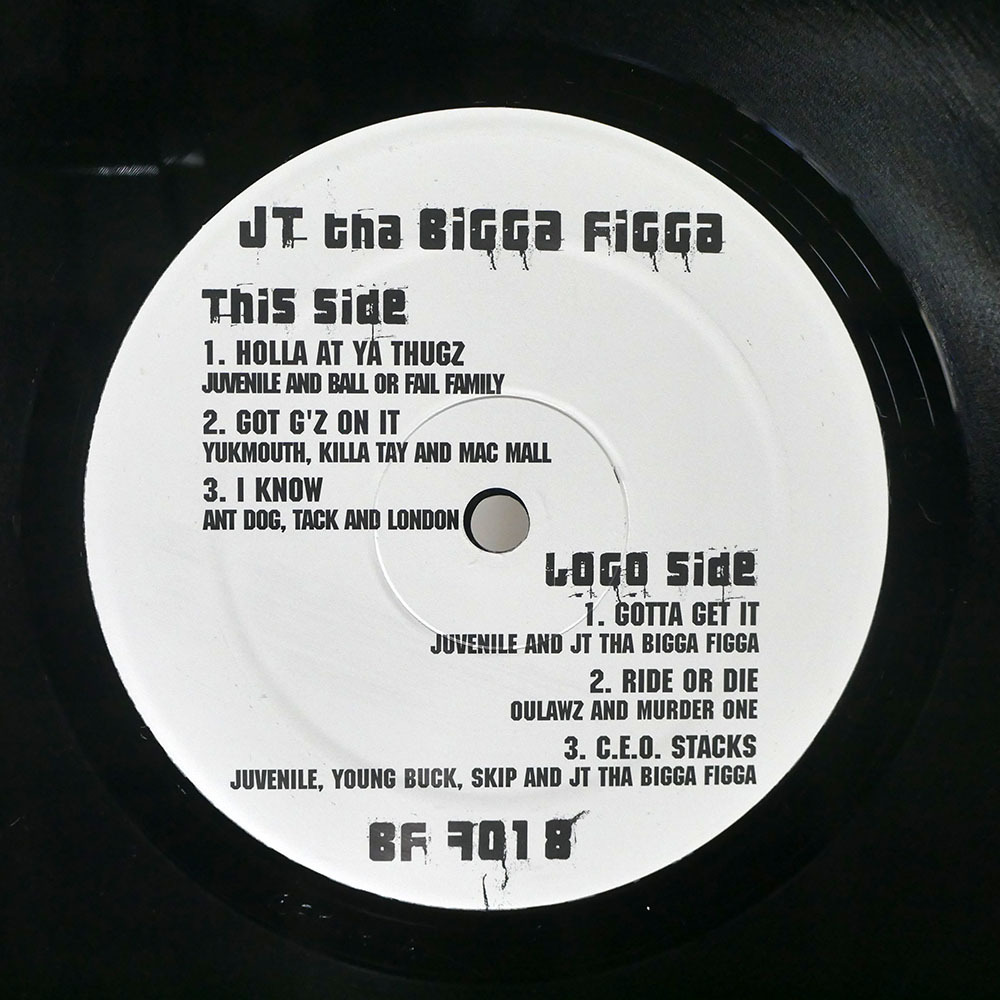 JT tha BiGGa FiGGa
This Side
1. HOLLA AT YA THUGZ
JUVENILE AND BALL OR FAIL FAMILY
2. GOT G'Z ON IT
YUKMOUTH, KILLA TAY AND MAC MALL
3. I KNOW
ANT DOG, TACK AND LONDON
LOGO Side
1. GOTTA GET IT
JUVENILE AND JT THA BIGGA FIGGA
2. RIDE OR DIE
OULAWZ AND MURDER ONE
3. C.E.O. STACKS
JUVENILE, YOUNG BUCK, SKIP AND JT THA BIGGA FIGGA
BF 7018